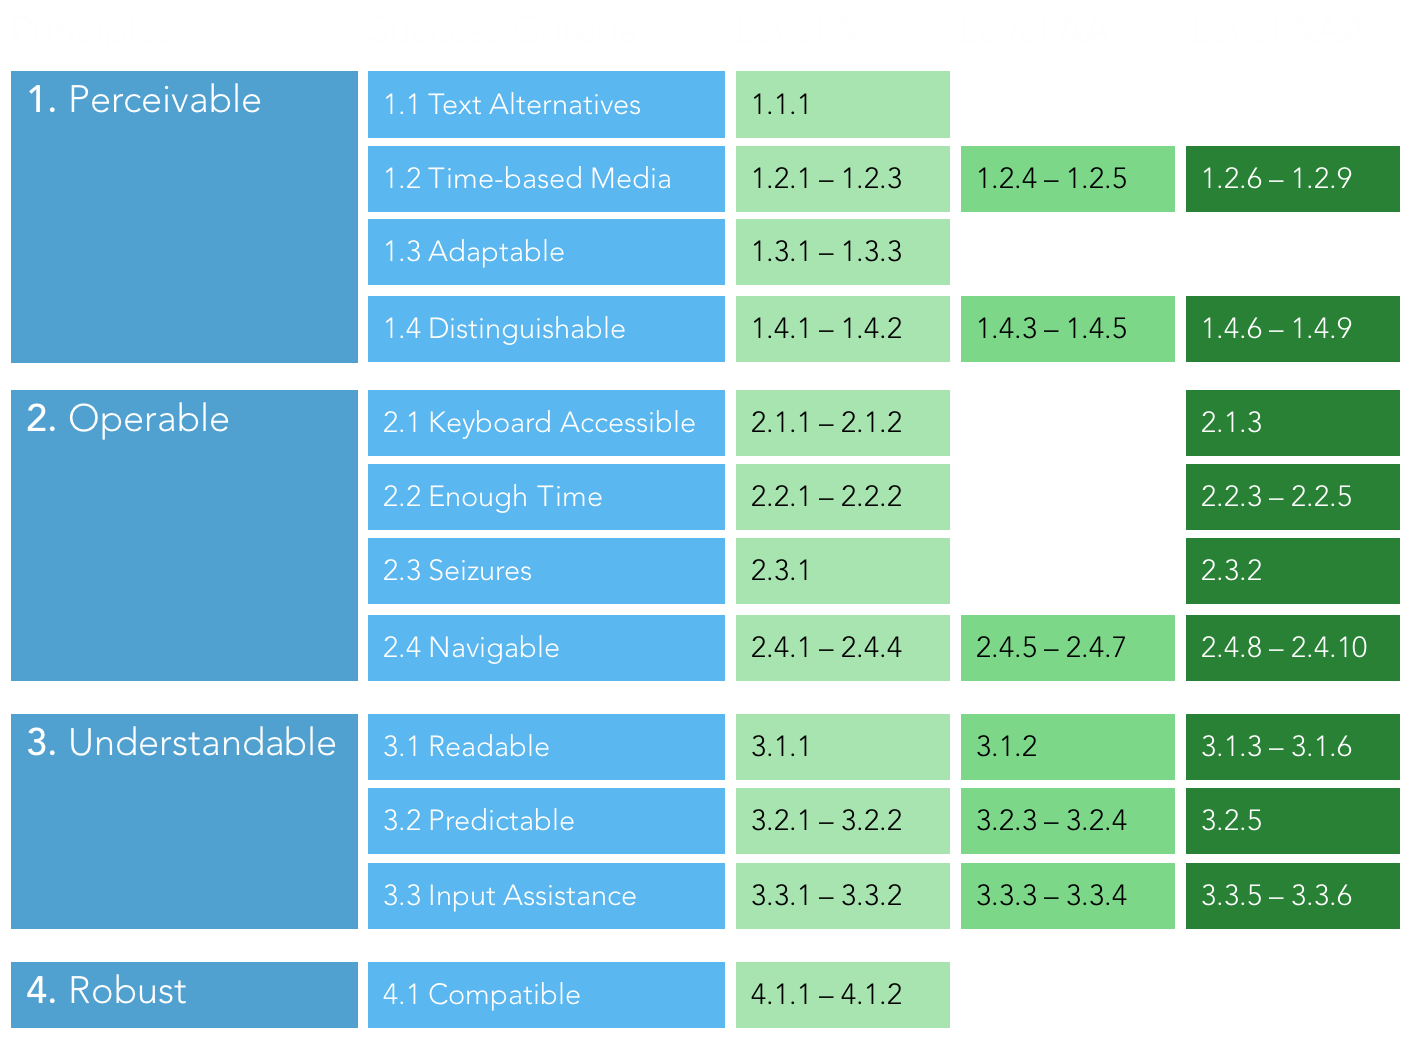 1. Perceivable
1.1 Text Alternatives
1.1.1
1.2 Time-based Media
1.2.1 – 1.2.3
1.2.4 – 1.2.5
1.2.6 – 1.2.9
1.3 Adaptable
1.3.1 – 1.3.3
1.4 Distinguishable
1.4.1 – 1.4.2
1.4.3 – 1.4.5
1.4.6 – 1.4.9
2. Operable
2.1 Keyboard Accessible
2.1.1 – 2.1.2
2.1.3
2.2 Enough Time
2.2.1 – 2.2.2
2.2.3 – 2.2.5
2.3 Seizures
2.3.1
2.3.2
2.4 Navigable
2.4.1 – 2.4.4
2.4.5 – 2.4.7
2.4.8 – 2.4.10
3. Understandable
3.1 Readable
3.1.1
3.1.2
3.1.3 – 3.1.6
3.2 Predictable
3.2.1 – 3.2.2
3.2.3 – 3.2.4
3.2.5
3.3 Input Assistance
3.3.1 – 3.3.2
3.3.3 – 3.3.4
3.3.5 – 3.3.6
4. Robust
4.1 Compatible
4.1.1 – 4.1.2